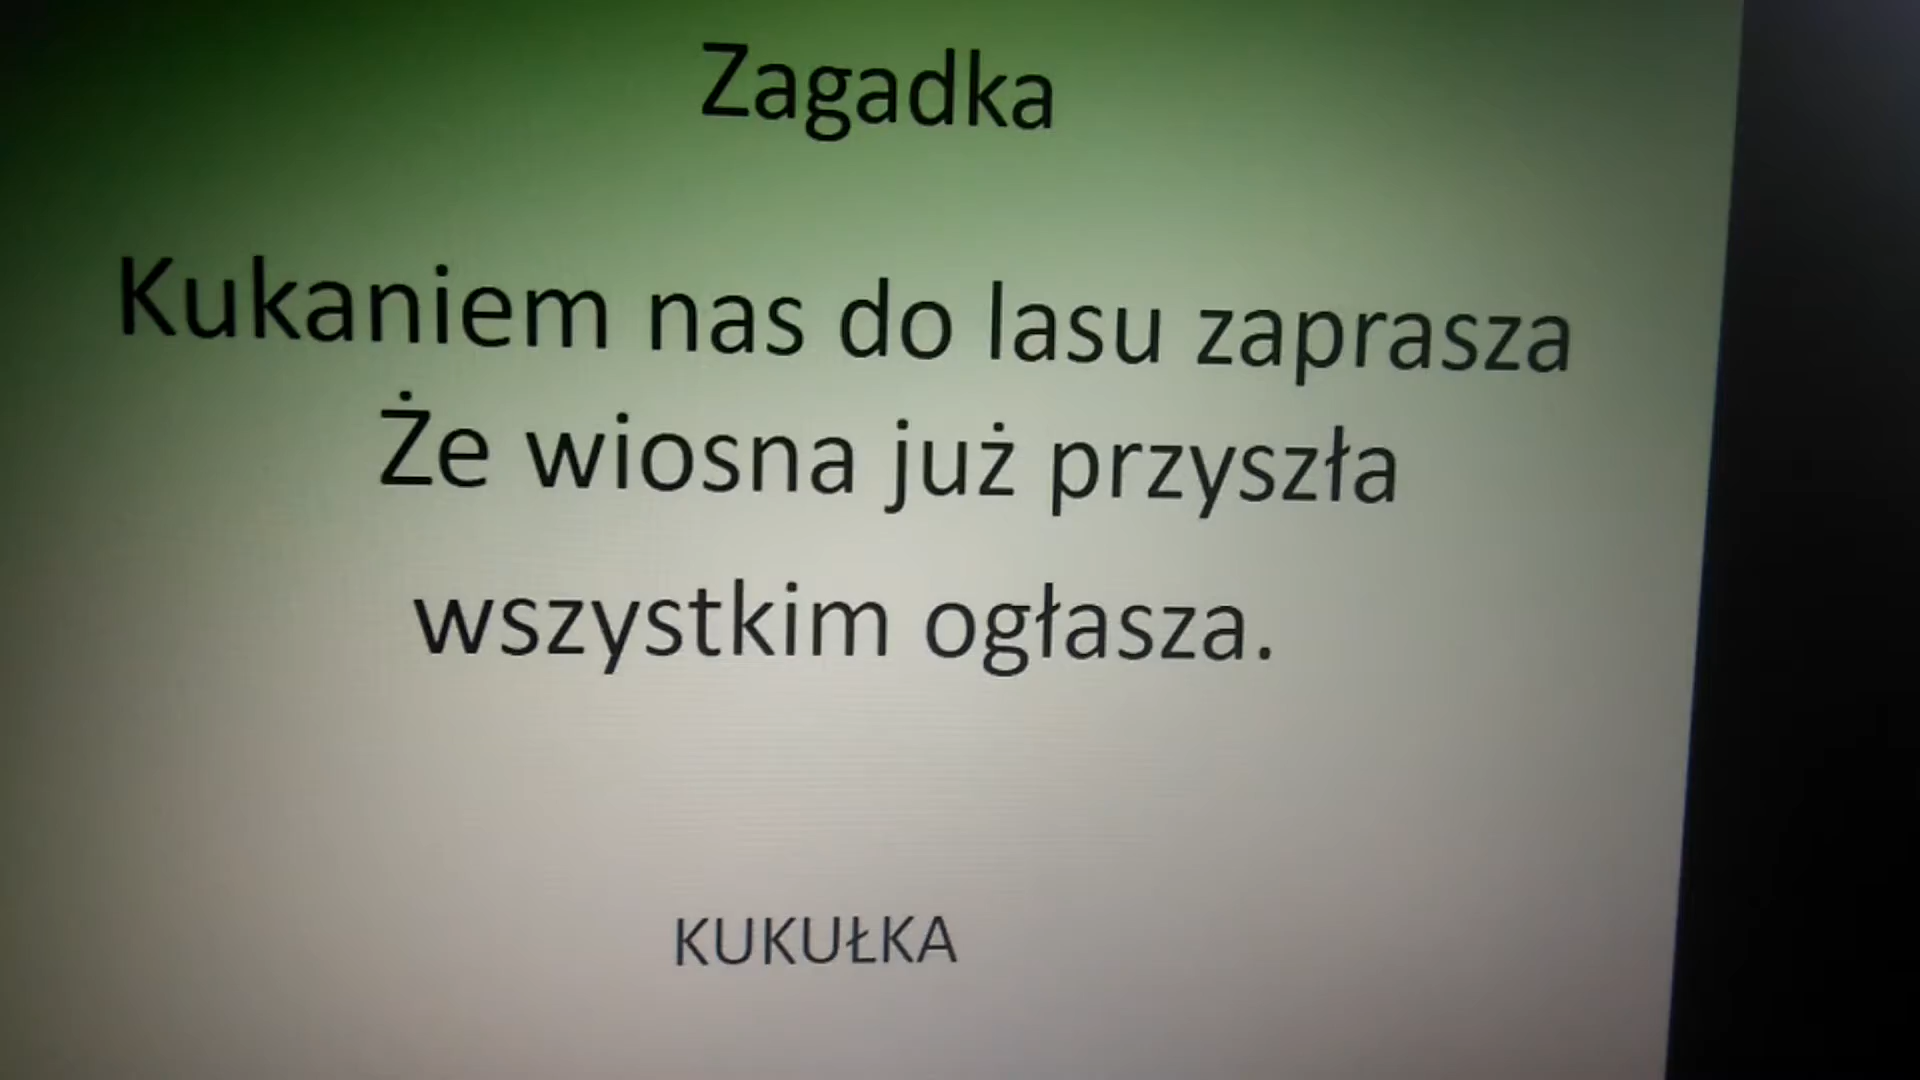 Zagadka
Kukaniem nas do lasu zaprasza
Że wiosna już przyszła
wszystkim ogłasza.
KUKUŁKA